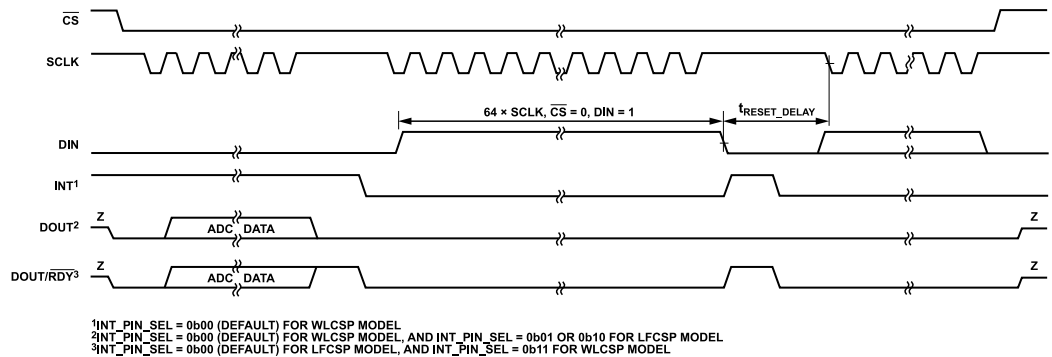 CS
SCLK
64 × SCLK, CS = 0, DIN = 1
tRESET_DELAY
DIN
INT1
Z
DOUT2
ADC DATA
Z
Z
DOUT/RDY3
ADC DATA
Z
1INT_PIN_SEL = 0b00 (DEFAULT) FOR WLCSP MODEL
2INT_PIN_SEL = 0b00 (DEFAULT) FOR WLCSP MODEL, AND INT_PIN_SEL = 0b01 OR 0b10 FOR LFCSP MODEL
3INT_PIN_SEL = 0b00 (DEFAULT) FOR LFCSP MODEL, AND INT_PIN_SEL = 0b11 FOR WLCSP MODEL